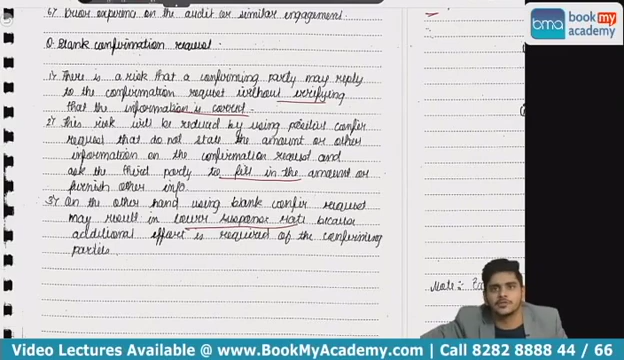 6) Prior experience on the audit or similar engagement.
bma book my academy
Q. Blank confirmation request.
1) There is a risk that a confirming party may reply
to the confirmation request without verifying
that the information is correct.
2) This risk will be reduced by using positive confir
request that do not state the amount or other
information on the confirmation request and
ask the third party to fill in the amount or
furnish other info.
3) On the other hand using blank confir request
may result in lower response rate because
additional effort is required of the confirming
parties.
Note :-
Video Lectures Available @ www.BookMyAcademy.com | Call 8282 8888 44 / 66